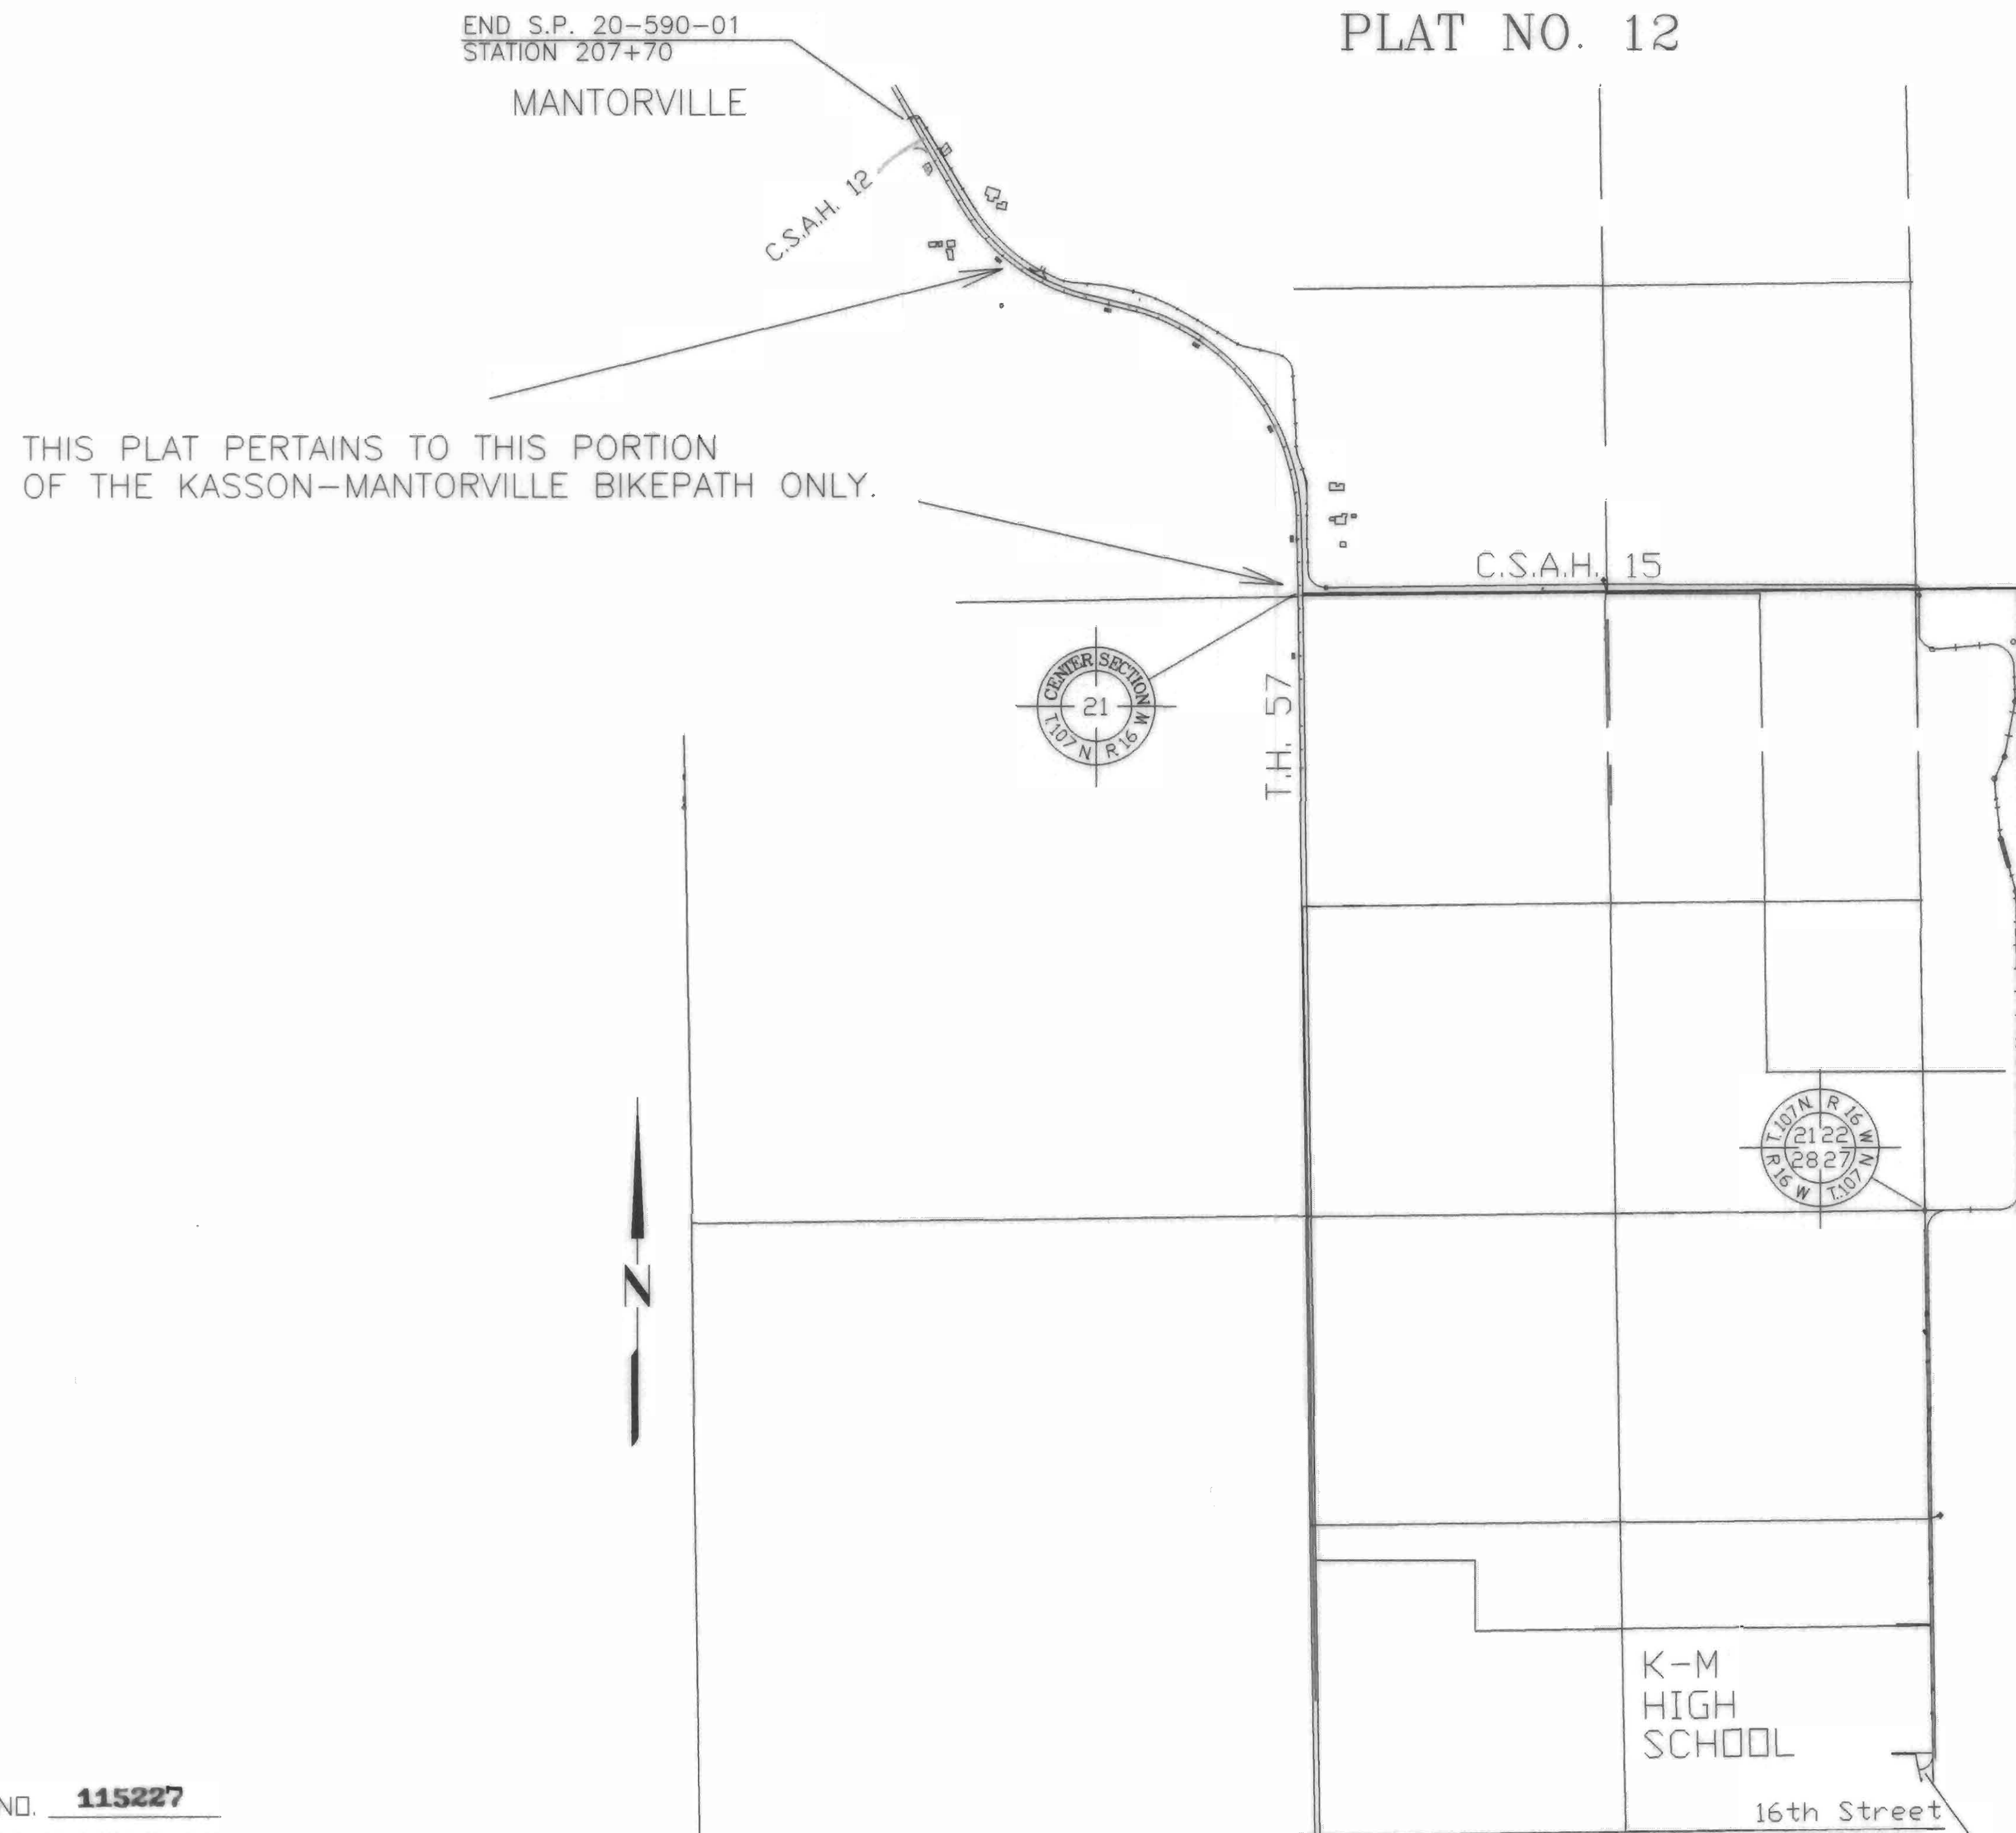 PLAT NO. 12
END S.P. 20-590-01
STATION 207+70
MANTORVILLE
C.S.A.H. 12
THIS PLAT PERTAINS TO THIS PORTION
OF THE KASSON-MANTORVILLE BIKEPATH ONLY.
C.S.A.H. 15
CENTER SECTION
21
T.107 N R 16 W
T.H. 57
T.107 N. R 16 W
21 22
28 27
R 16 W T.107 N
N
K-M
HIGH
SCHOOL
16th Street
NO. 115227